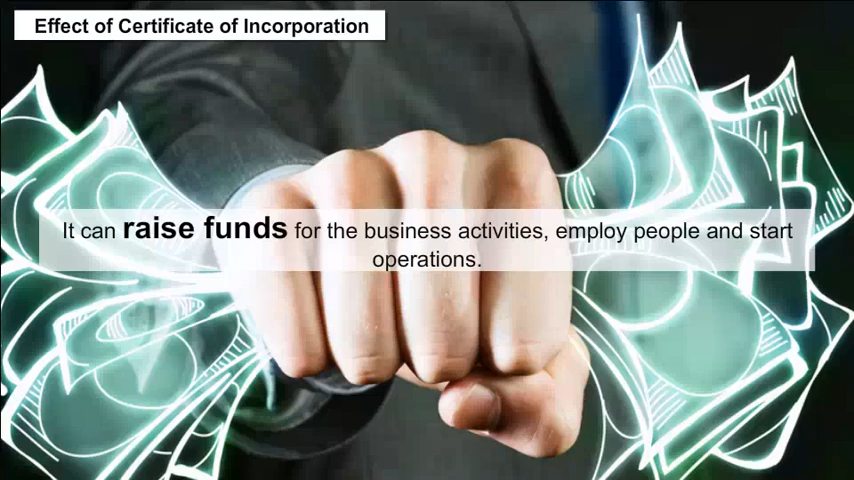 Effect of Certificate of Incorporation
It can raise funds for the business activities, employ people and start
operations.